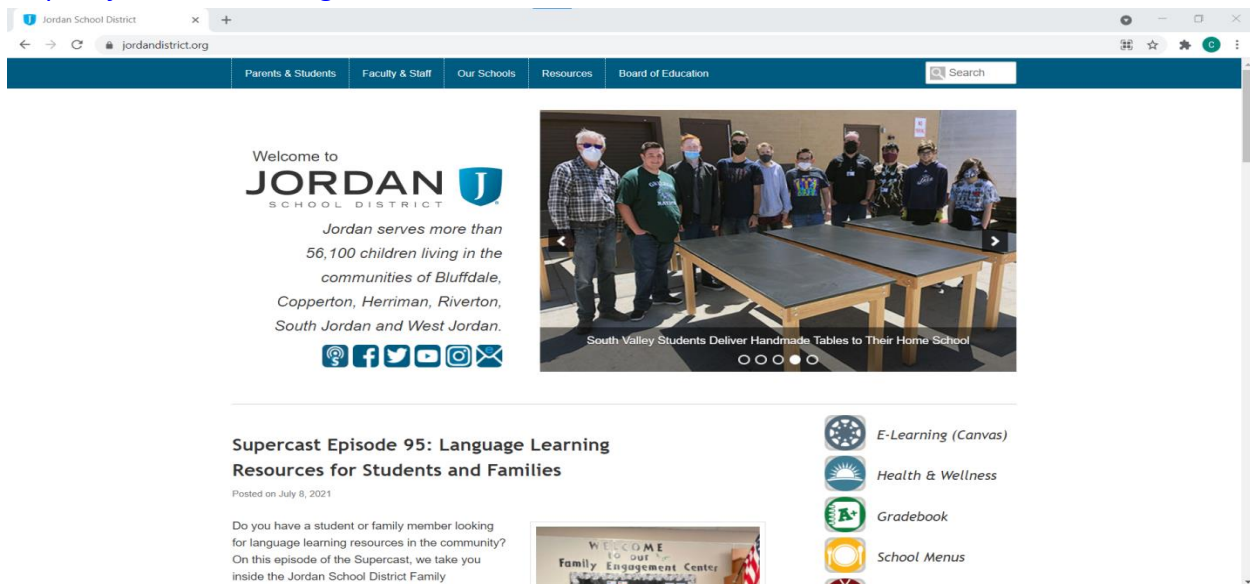 Jordan School District
jordandistrict.org
C
Parents & Students
Faculty & Staff
Our Schools
Resources
Board of Education
Search
Welcome to
JORDAN J
SCHOOL DISTRICT
Jordan serves more than
56,100 children living in the
communities of Bluffdale,
Copperton, Herriman, Riverton,
South Jordan and West Jordan.
South Valley Students Deliver Handmade Tables to Their Home School
Supercast Episode 95: Language Learning
Resources for Students and Families
Posted on July 8, 2021
Do you have a student or family member looking
for language learning resources in the community?
On this episode of the Supercast, we take you
inside the Jordan School District Family
WELCOME
to our
Family Engagement Center
E-Learning (Canvas)
Health & Wellness
A+
Gradebook
School Menus